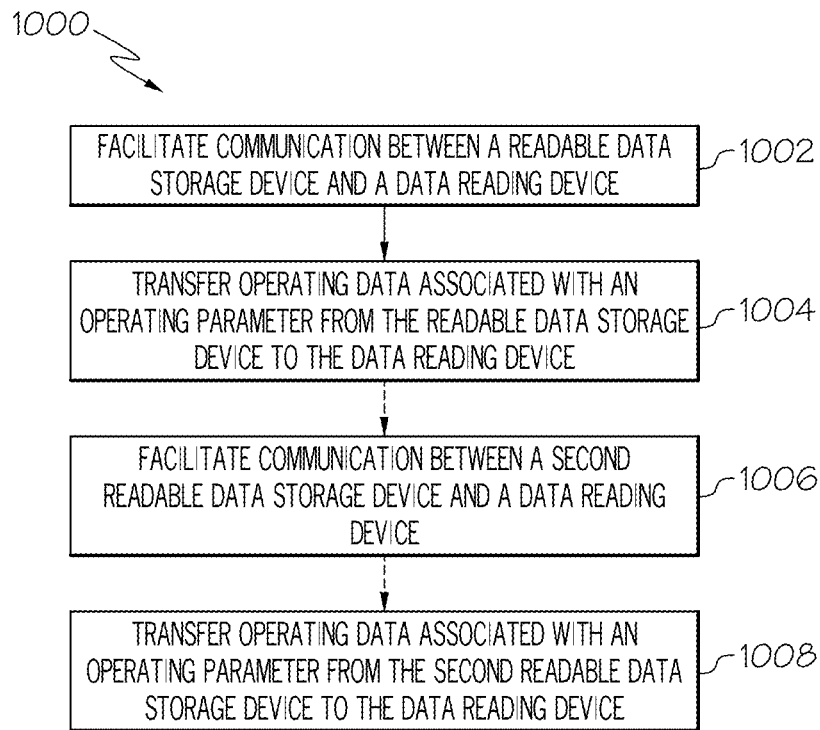 1000
FACILITATE COMMUNICATION BETWEEN A READABLE DATA
STORAGE DEVICE AND A DATA READING DEVICE
1002
TRANSFER OPERATING DATA ASSOCIATED WITH AN
OPERATING PARAMETER FROM THE READABLE DATA STORAGE
DEVICE TO THE DATA READING DEVICE
1004
FACILITATE COMMUNICATION BETWEEN A SECOND
READABLE DATA STORAGE DEVICE AND A DATA READING
DEVICE
1006
TRANSFER OPERATING DATA ASSOCIATED WITH AN
OPERATING PARAMETER FROM THE SECOND READABLE DATA
STORAGE DEVICE TO THE DATA READING DEVICE
1008